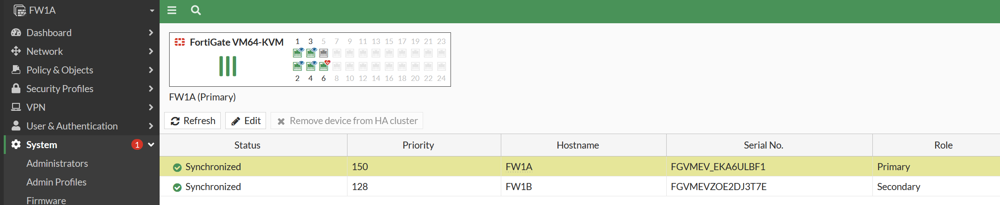 FW1A
Dashboard
Network
Policy & Objects
Security Profiles
VPN
User & Authentication
System 1
Administrators
Admin Profiles
Firmware
FortiGate VM64-KVM
1 3 5 7 9 11 13 15 17 19 21 23
2 4 6 8 10 12 14 16 18 20 22 24
FW1A (Primary)
Refresh Edit Remove device from HA cluster
Status Priority Hostname Serial No. Role
Synchronized 150 FW1A FGVMEV_EKA6ULBF1 Primary
Synchronized 128 FW1B FGVMEVZOE2DJ3T7E Secondary